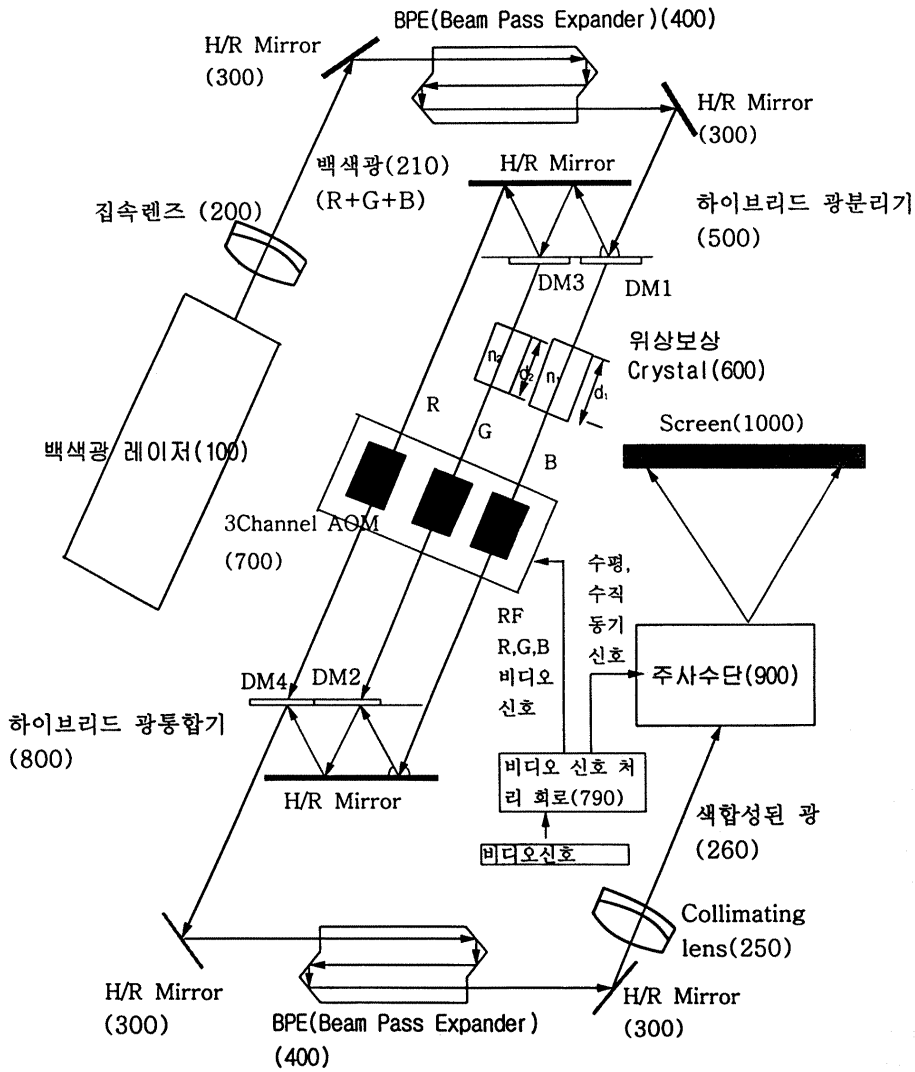 BPE(Beam Pass Expander)(400)
H/R Mirror
(300)
H/R Mirror
(300)
백색광(210)
(R+G+B)
H/R Mirror
집속렌즈 (200)
하이브리드 광분리기
(500)
DM3
DM1
위상보상
Crystal(600)
n₂
d₂
n₁
d₁
R
G
B
Screen(1000)
백색광 레이저(100)
3Channel AOM
(700)
수평,
수직
동기
신호
RF
R,G,B
비디오
신호
주사수단(900)
DM4
DM2
하이브리드 광통합기
(800)
H/R Mirror
비디오 신호 처
리 회로(790)
비디오신호
색합성된 광
(260)
Collimating
lens(250)
H/R Mirror
(300)
BPE(Beam Pass Expander)
(400)
H/R Mirror
(300)